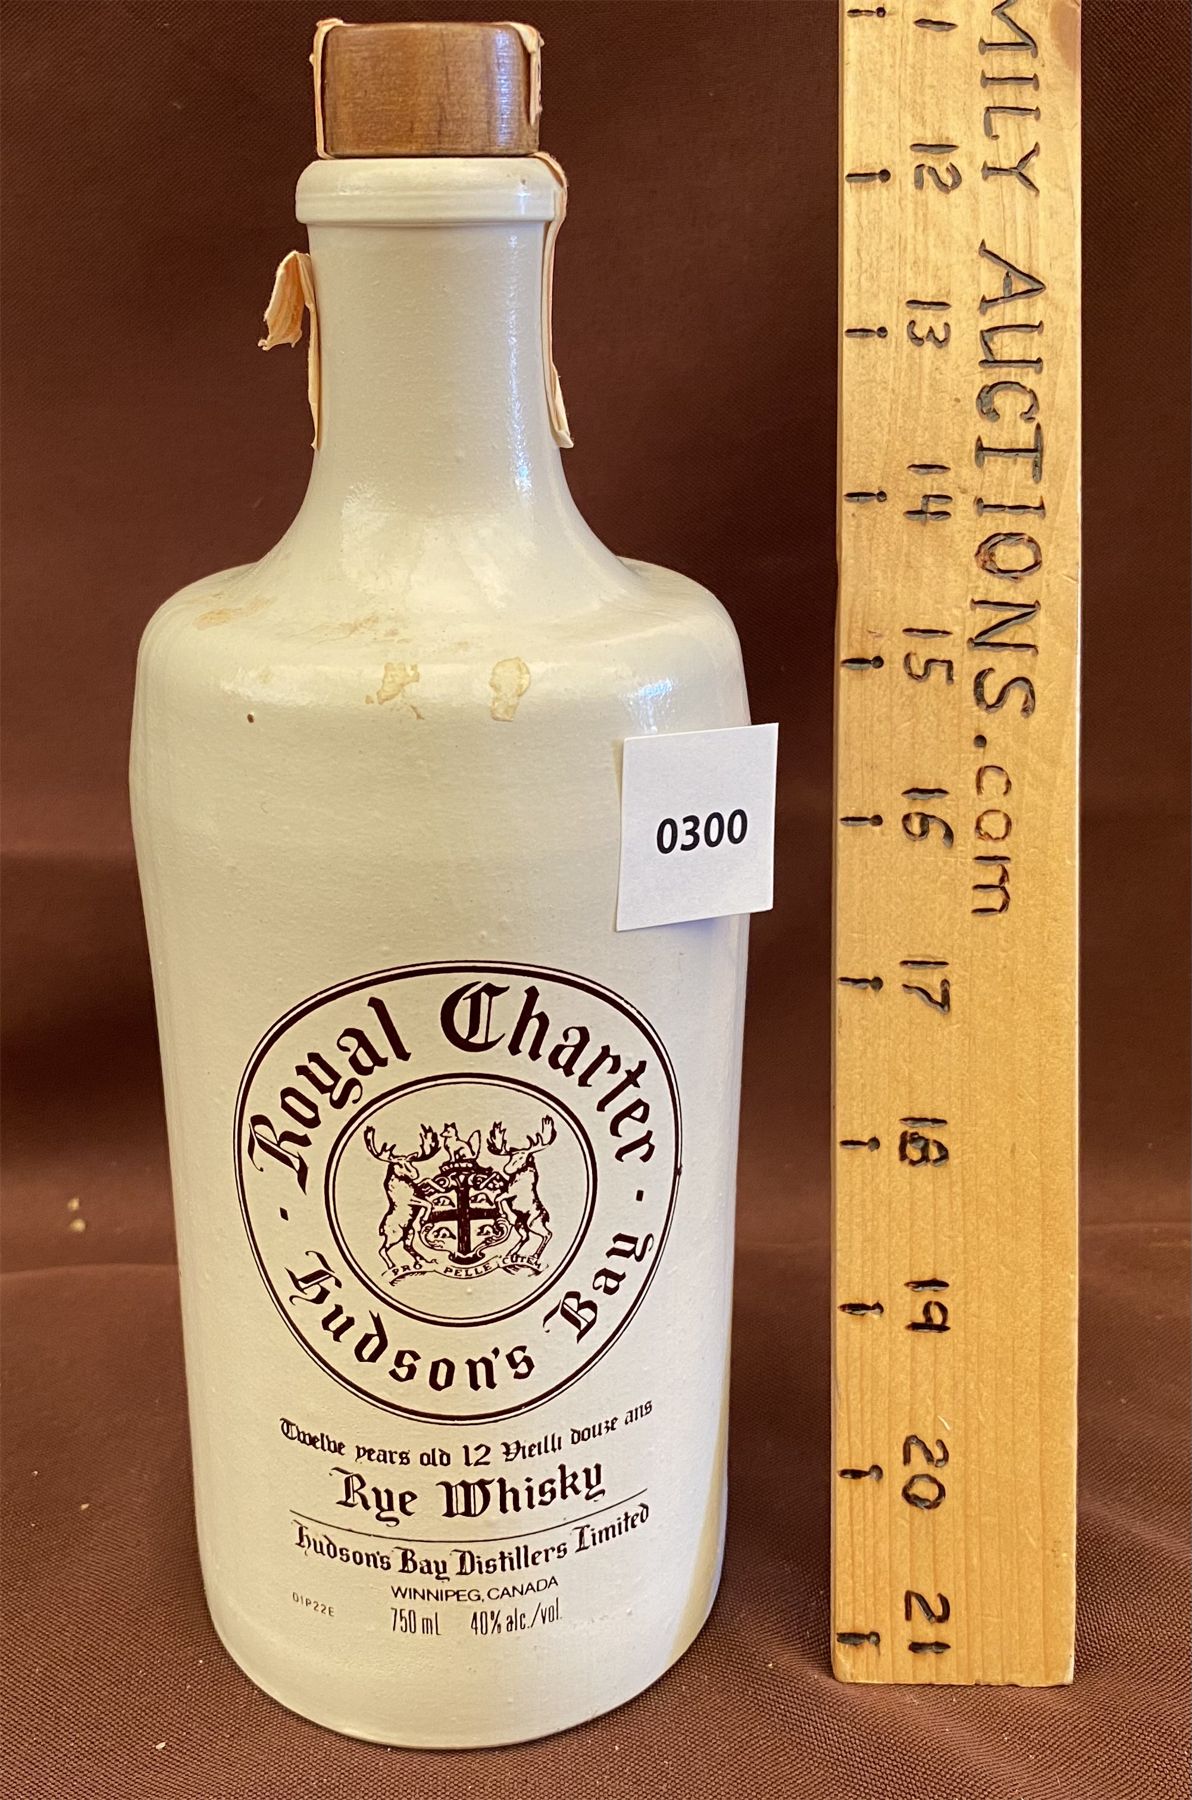 0300
Royal Charter
· Hudson's Bay ·
PRO PELLE CUTEM
Twelve years old 12 Vieilli douze ans
Rye Whisky
Hudson's Bay Distillers Limited
WINNIPEG, CANADA
01P22E
750 ml 40% alc./vol.
MILY AUCTIONS.com
12
13
14
15
16
17
18
19
20
21